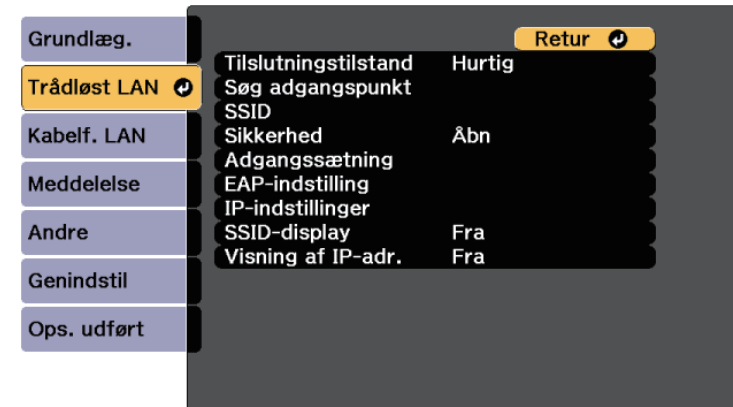 Grundlæg.
Trådløst LAN
Kabelf. LAN
Meddelelse
Andre
Genindstil
Ops. udført
Retur
Tilslutningstilstand Hurtig
Søg adgangspunkt
SSID
Sikkerhed Åbn
Adgangssætning
EAP-indstilling
IP-indstillinger
SSID-display Fra
Visning af IP-adr. Fra